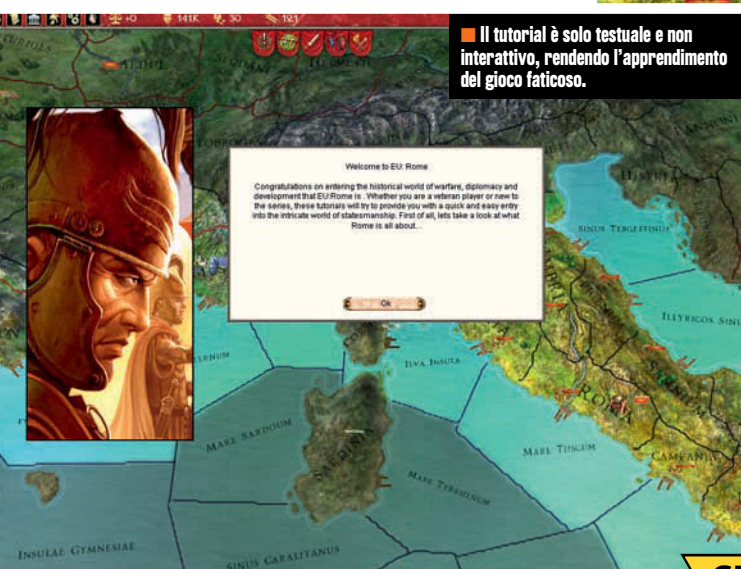 +0 141K 30 121
■ Il tutorial è solo testuale e non
interattivo, rendendo l'apprendimento
del gioco faticoso.
Welcome to EU: Rome
Congratulations on entering the historical world of warfare, diplomacy and
development that EU:Rome is . Whether you are a veteran player or new to
the series, these tutorials will try to provide you with a quick and easy entry
into the intricate world of statesmanship. First of all, lets take a look at what
Rome is all about...
Ok
HISTRIA
SINUS TERGESTINUS
ILLYRICOS SINU
ILVA INSULA
ROMA
MARE SARDOUM
SARDINIA
MARE TUSCUM
CAMPANIA
MARE TYRRHENUM
INSULAE GYMNESIAE
SINUS CARALITANUS